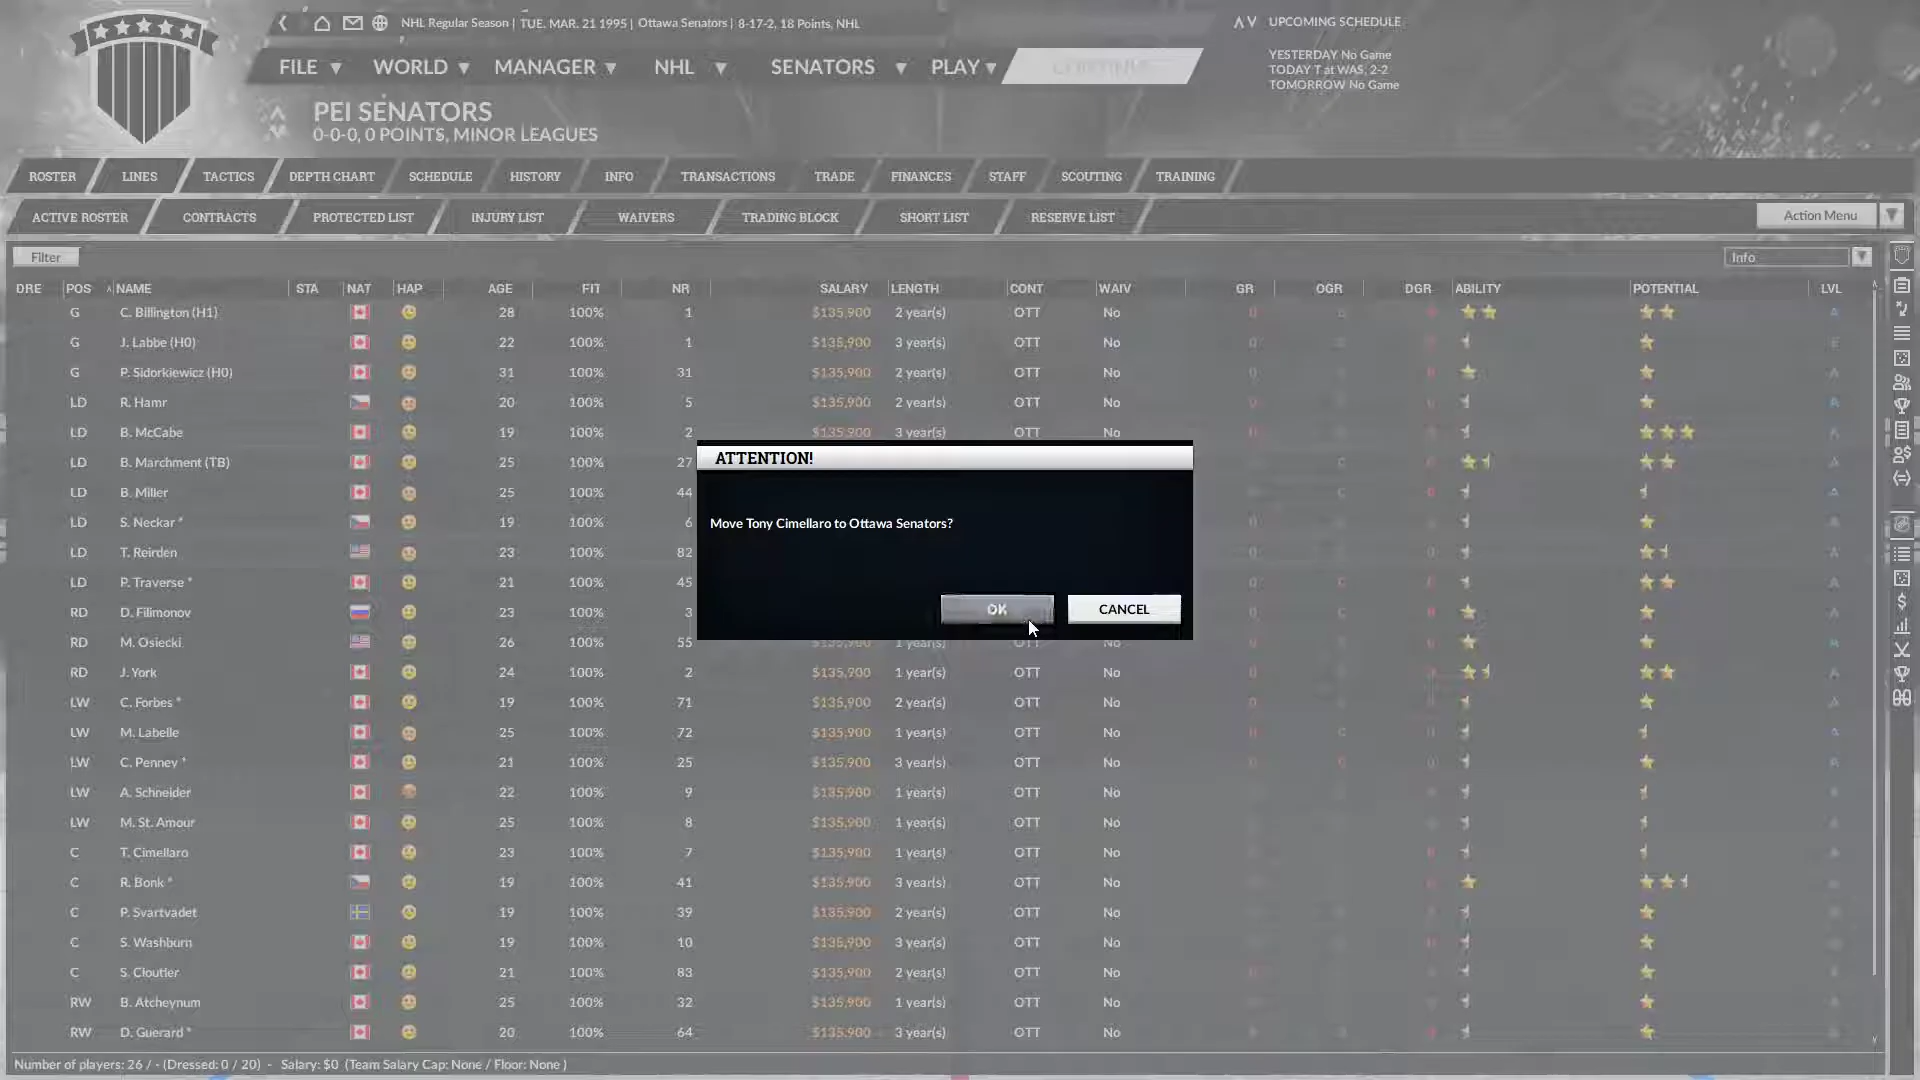 NHL Regular Season | TUE. MAR. 21 1995 | Ottawa Senators | 8-17-2, 18 Points, NHL
UPCOMING SCHEDULE
YESTERDAY No Game
TODAY T at WAS, 2-2
TOMORROW No Game
FILE WORLD MANAGER NHL SENATORS PLAY CONTINUE
PEI SENATORS
0-0-0, 0 POINTS, MINOR LEAGUES
ROSTER LINES TACTICS DEPTH CHART SCHEDULE HISTORY INFO TRANSACTIONS TRADE FINANCES STAFF SCOUTING TRAINING
ACTIVE ROSTER CONTRACTS PROTECTED LIST INJURY LIST WAIVERS TRADING BLOCK SHORT LIST RESERVE LIST Action Menu
Filter Info
DRE POS NAME STA NAT HAP AGE FIT NR SALARY LENGTH CONT WAIV GR OGR DGR ABILITY POTENTIAL LVL
G C. Billington (H1) 28 100% 1 $135,900 2 year(s) OTT No
G J. Labbe (H0) 22 100% 1 $135,900 3 year(s) OTT No
G P. Sidorkiewicz (H0) 31 100% 31 $135,900 2 year(s) OTT No
LD R. Hamr 20 100% 5 $135,900 2 year(s) OTT No
LD B. McCabe 19 100% 2 $135,900 3 year(s) OTT No
LD B. Marchment (TB) 25 100% 27
LD B. Miller 25 100% 44
LD S. Neckar * 19 100% 6
LD T. Reirden 23 100% 82
LD P. Traverse * 21 100% 45
RD D. Filimonov 23 100% 3
RD M. Osiecki 26 100% 55 $135,900 1 year(s) OTT No
RD J. York 24 100% 2 $135,900 1 year(s) OTT No
LW C. Forbes * 19 100% 71 $135,900 2 year(s) OTT No
LW M. Labelle 25 100% 72 $135,900 1 year(s) OTT No
LW C. Penney * 21 100% 25 $135,900 3 year(s) OTT No
LW A. Schneider 22 100% 9 $135,900 1 year(s) OTT No
LW M. St. Amour 25 100% 8 $135,900 1 year(s) OTT No
C T. Cimellaro 23 100% 7 $135,900 1 year(s) OTT No
C R. Bonk * 19 100% 41 $135,900 3 year(s) OTT No
C P. Svartvadet 19 100% 39 $135,900 2 year(s) OTT No
C S. Washburn 19 100% 10 $135,900 3 year(s) OTT No
C S. Cloutier 21 100% 83 $135,900 2 year(s) OTT No
RW B. Atcheynum 25 100% 32 $135,900 1 year(s) OTT No
RW D. Guerard * 20 100% 64 $135,900 3 year(s) OTT No
ATTENTION!
Move Tony Cimellaro to Ottawa Senators?
OK CANCEL
Number of players: 26 / - (Dressed: 0 / 20) - Salary: $0 (Team Salary Cap: None / Floor: None )